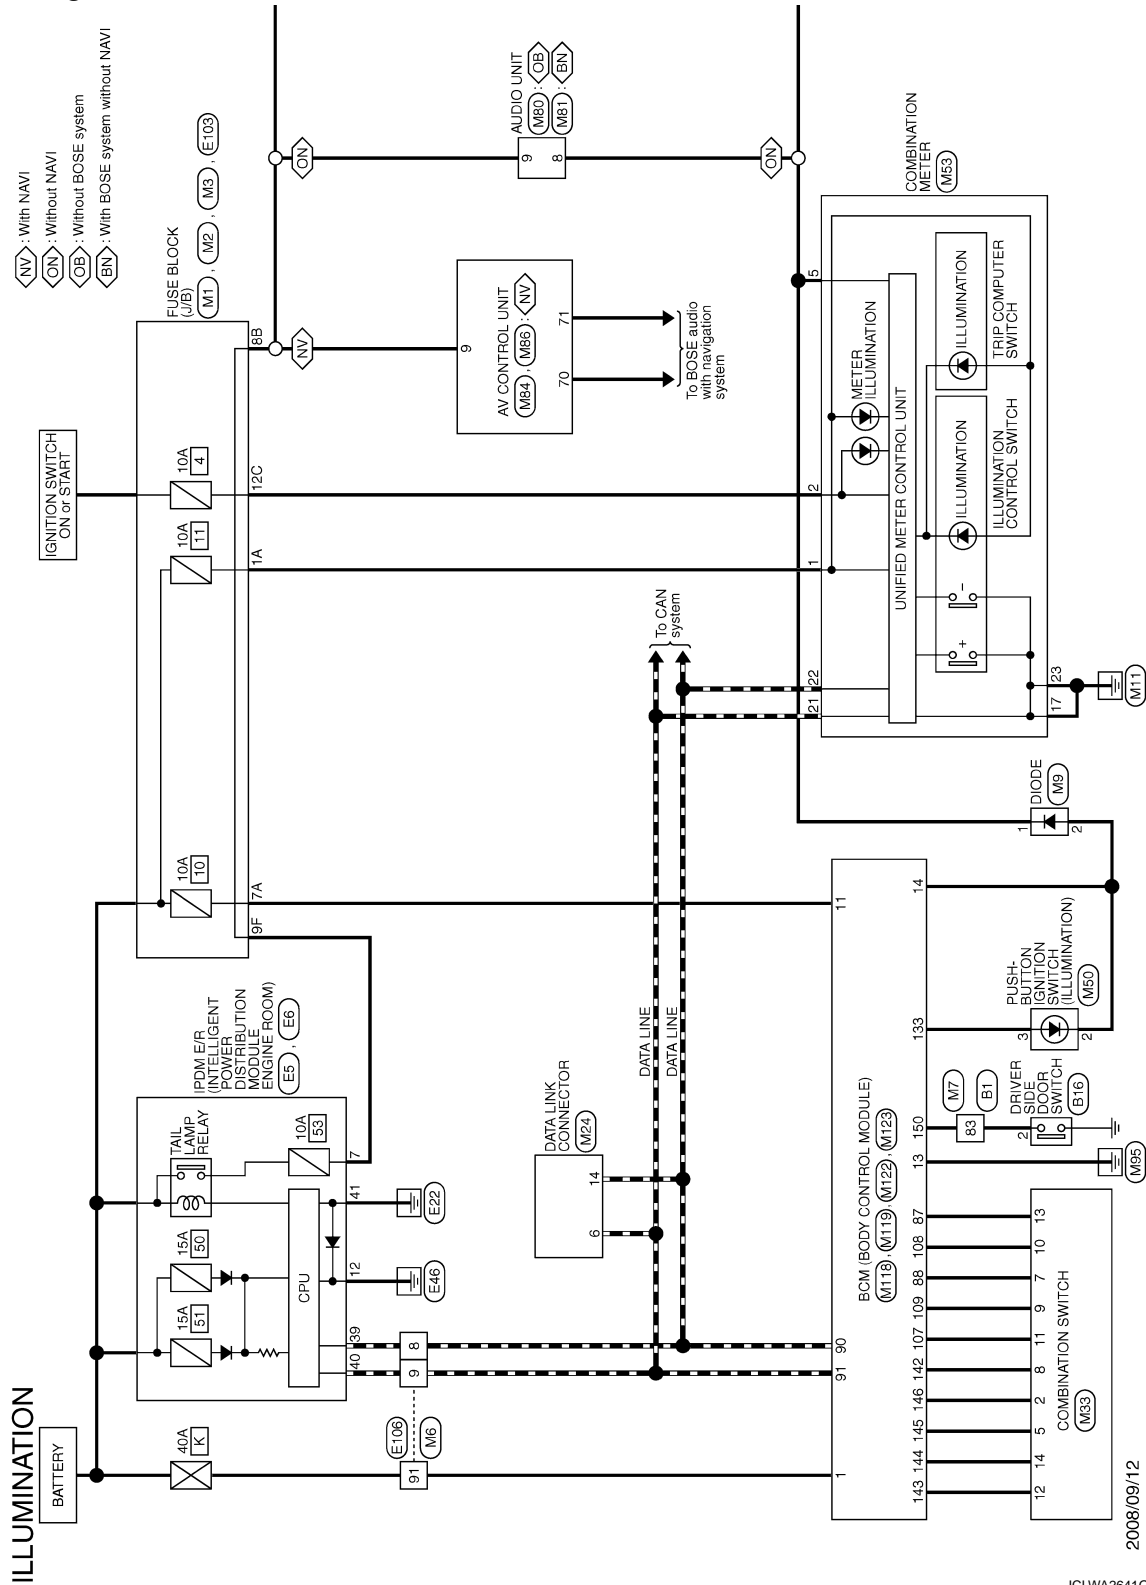 ILLUMINATION
BATTERY
IGNITION SWITCH
ON or START
NV : With NAVI
ON : Without NAVI
OB : Without BOSE system
BN : With BOSE system without NAVI
FUSE BLOCK
(J/B)
M1 , M2 , M3 , E103
40A
K
15A
51
15A
50
TAIL
LAMP
RELAY
10A
53
CPU
IPDM E/R
(INTELLIGENT
POWER
DISTRIBUTION
MODULE
ENGINE ROOM)
E5 , E6
40
39
12
41
7
E46
E22
10A
10
10A
11
10A
4
9F
7A
1A
12C
8B
NV
ON
91
9
8
E106
M6
DATA LINK
CONNECTOR
M24
6
14
DATA LINE
DATA LINE
To CAN
system
9
AV CONTROL UNIT
M84 , M86 : NV
70
71
To BOSE audio
with navigation
system
AUDIO UNIT
M80 : OB
M81 : BN
9
8
ON
1
91
90
11
BCM (BODY CONTROL MODULE)
M118 , M119 , M122 , M123
143
144
145
146
142
107
109
88
108
87
13
150
133
14
12
14
5
2
8
11
9
7
10
13
COMBINATION SWITCH
M33
M95
M7
B1
83
2
DRIVER
SIDE
DOOR
SWITCH
B16
3
2
PUSH-
BUTTON
IGNITION
SWITCH
(ILLUMINATION)
M50
1
2
DIODE
M9
21
22
1
2
5
COMBINATION
METER
M53
UNIFIED METER CONTROL UNIT
METER
ILLUMINATION
+
-
ILLUMINATION
ILLUMINATION
CONTROL SWITCH
ILLUMINATION
TRIP COMPUTER
SWITCH
17
23
M11
2008/09/12